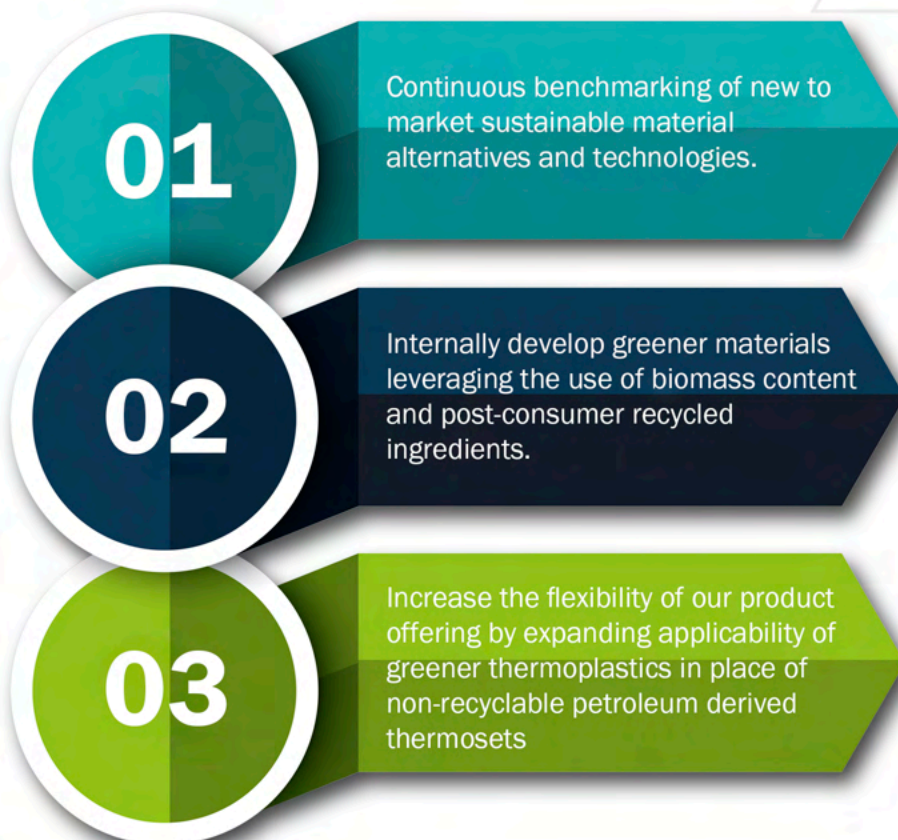 01
Continuous benchmarking of new to
market sustainable material
alternatives and technologies.
02
Internally develop greener materials
leveraging the use of biomass content
and post-consumer recycled
ingredients.
03
Increase the flexibility of our product
offering by expanding applicability of
greener thermoplastics in place of
non-recyclable petroleum derived
thermosets